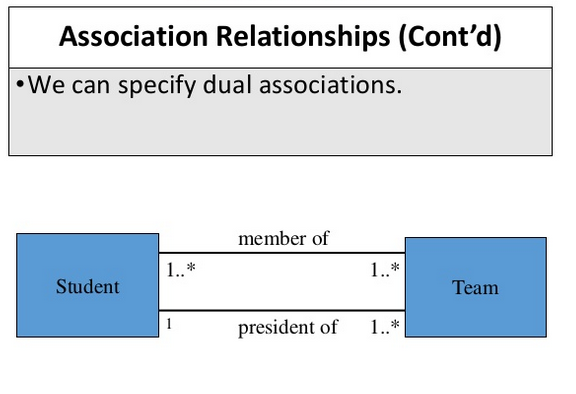 Association Relationships (Cont’d)
•We can specify dual associations.
member of
1..* 1..*
Student Team
1 president of 1..*